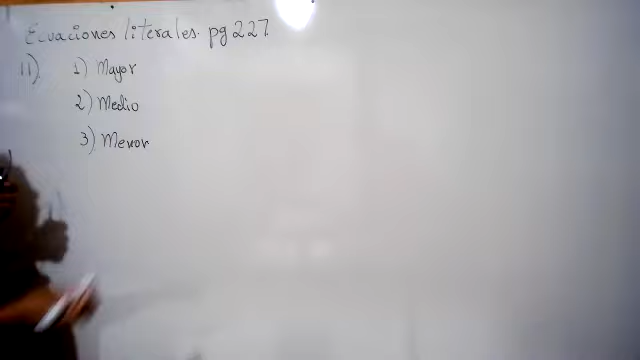 Ecuaciones literales. pg 227
11) 1) Mayor
2) Medio
3) Menor